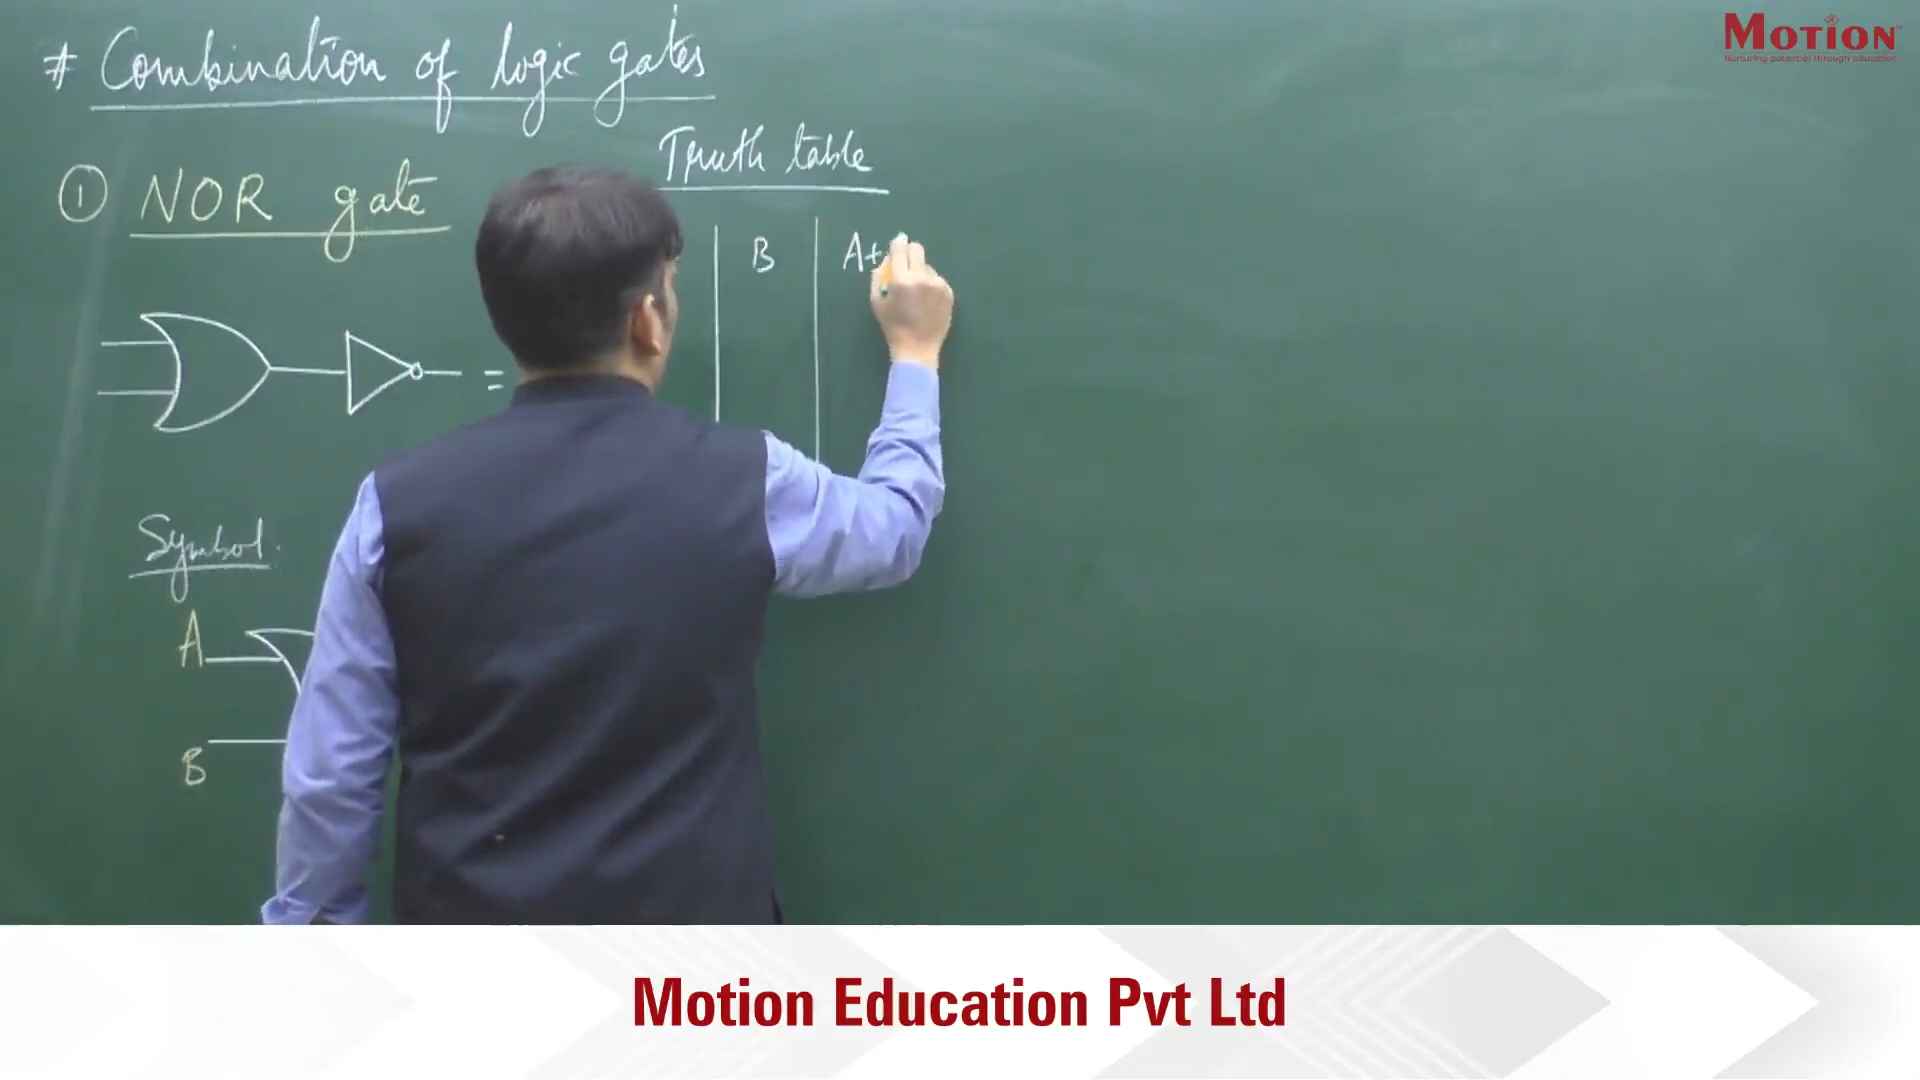 # Combination of logic gates
MOTION
Nurturing potential through education
Truth table
① NOR gate
B
A+
=
Symbol
A
B
Motion Education Pvt Ltd